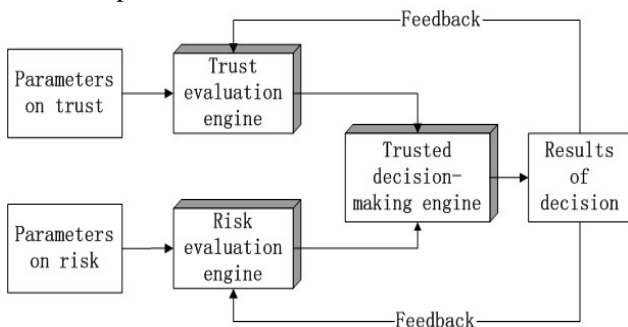 Feedback
Parameters
on trust
Trust
evaluation
engine
Trusted
decision-
making engine
Results
of
decision
Parameters
on risk
Risk
evaluation
engine
Feedback